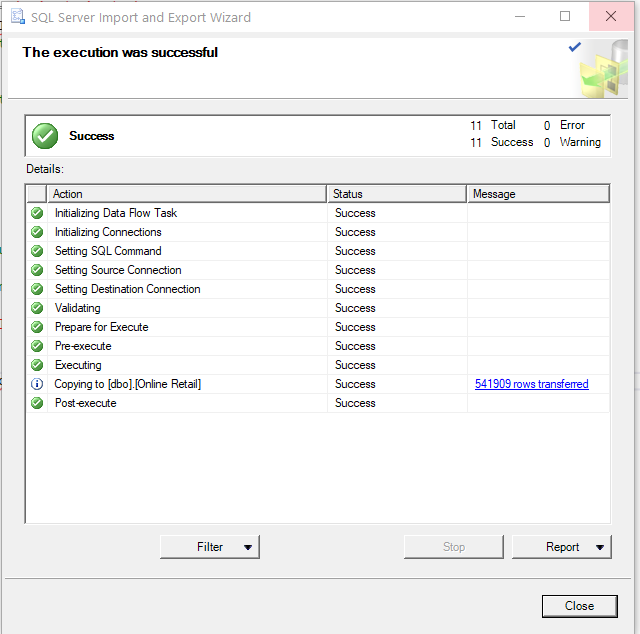 SQL Server Import and Export Wizard
The execution was successful
Success
11 Total 0 Error
11 Success 0 Warning
Details:
Action Status Message
Initializing Data Flow Task Success
Initializing Connections Success
Setting SQL Command Success
Setting Source Connection Success
Setting Destination Connection Success
Validating Success
Prepare for Execute Success
Pre-execute Success
Executing Success
Copying to [dbo].[Online Retail] Success 541909 rows transferred
Post-execute Success
Filter Stop Report
Close